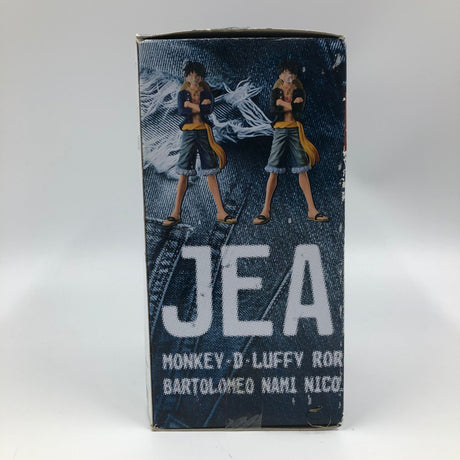 JEA
MONKEY·D·LUFFY ROR
BARTOLOMEO NAMI NICO